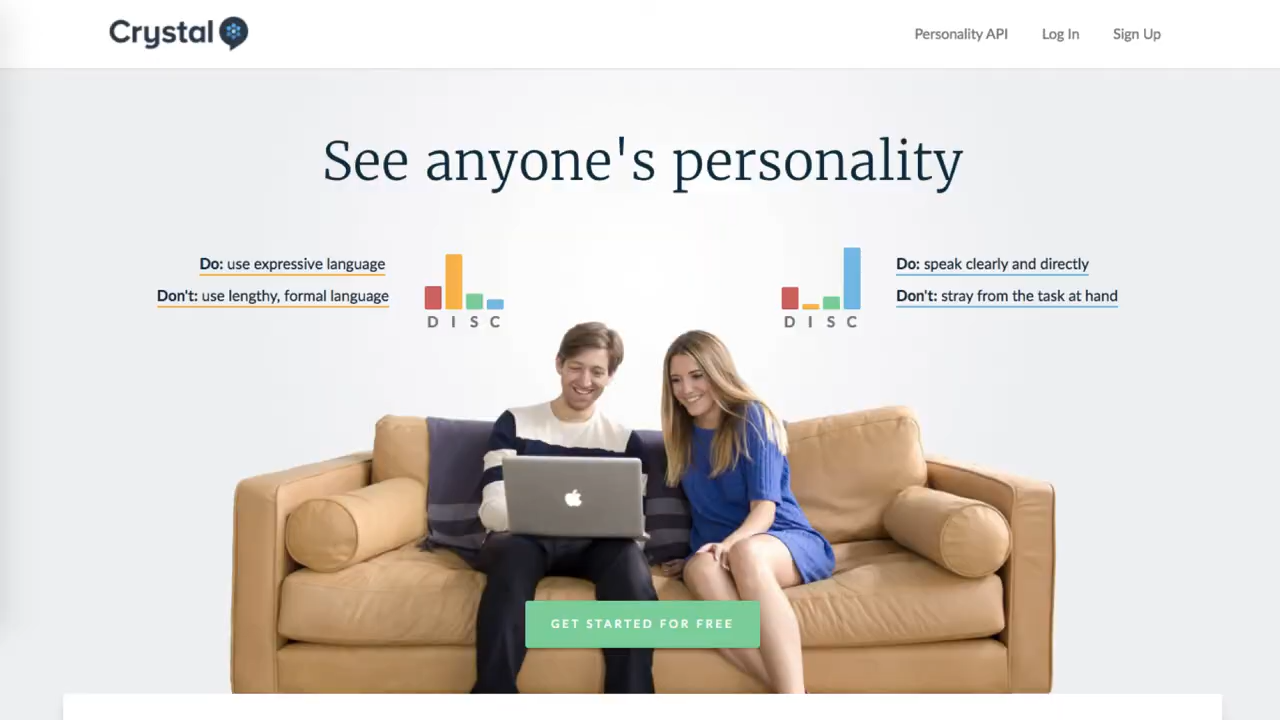 Crystal
Personality API
Log In
Sign Up
See anyone's personality
Do: use expressive language
Don't: use lengthy, formal language
D I S C
D I S C
Do: speak clearly and directly
Don't: stray from the task at hand
GET STARTED FOR FREE